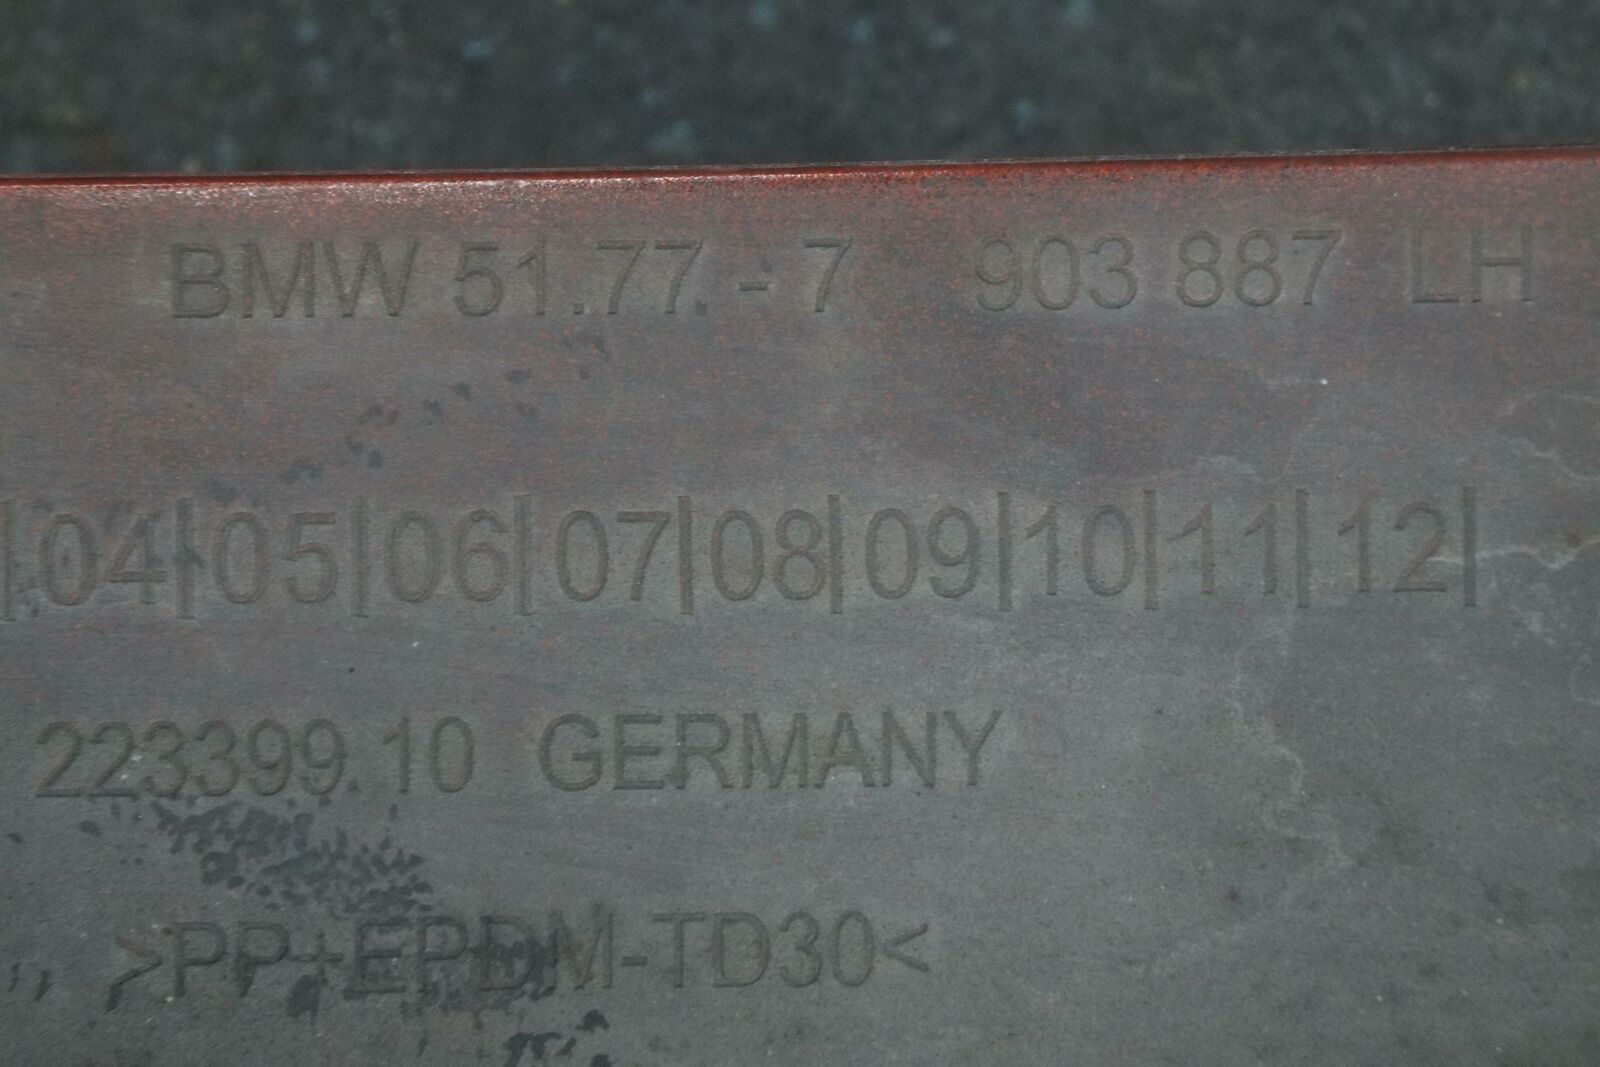 BMW 51.77 - 7 903 887 LH
|04|05|06|07|08|09|10|11|12|
223399.10 GERMANY
>PP+EPDM-TD30<